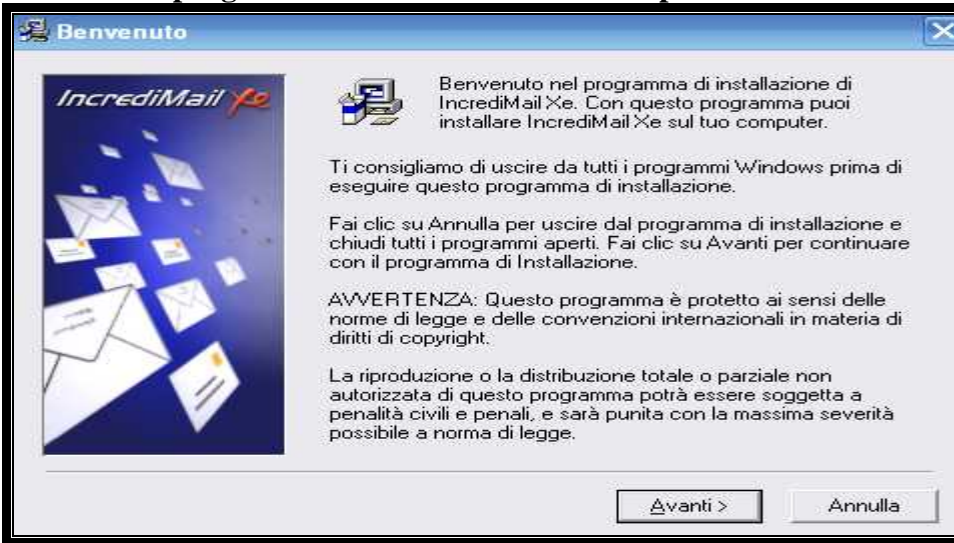 Benvenuto
IncrediMail Xe
Benvenuto nel programma di installazione di
IncrediMail Xe. Con questo programma puoi
installare IncrediMail Xe sul tuo computer.
Ti consigliamo di uscire da tutti i programmi Windows prima di
eseguire questo programma di installazione.
Fai clic su Annulla per uscire dal programma di installazione e
chiudi tutti i programmi aperti. Fai clic su Avanti per continuare
con il programma di Installazione.
AVVERTENZA: Questo programma è protetto ai sensi delle
norme di legge e delle convenzioni internazionali in materia di
diritti di copyright.
La riproduzione o la distribuzione totale o parziale non
autorizzata di questo programma potrà essere soggetta a
penalità civili e penali, e sarà punita con la massima severità
possibile a norma di legge.
Avanti >
Annulla